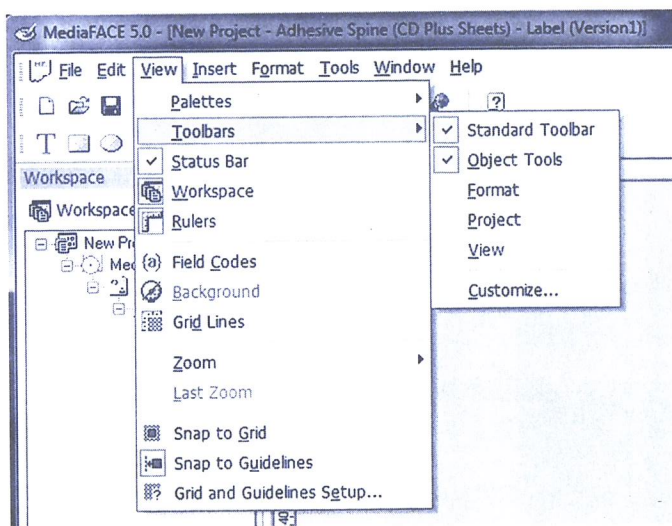 MediaFACE 5.0 - [New Project - Adhesive Spine (CD Plus Sheets) - Label (Version1)]
File Edit View Insert Format Tools Window Help
Palettes
Toolbars
Status Bar
Workspace
Rulers
Field Codes
Background
Grid Lines
Zoom
Last Zoom
Snap to Grid
Snap to Guidelines
Grid and Guidelines Setup...
Standard Toolbar
Object Tools
Format
Project
View
Customize...
Workspace
Workspace
New Pr
Med